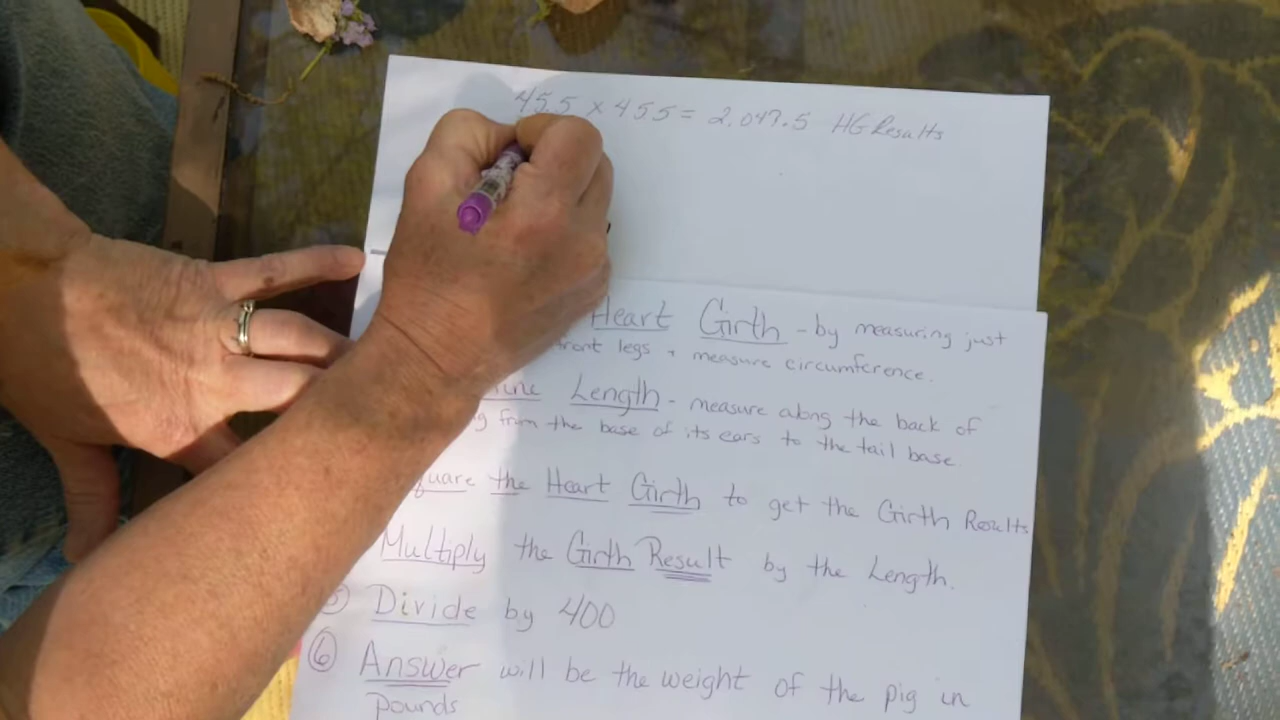 45.5 x 45.5 = 2,047.5 HG Results
Heart Girth - by measuring just
front legs + measure circumference.
Length - measure along the back of
from the base of its ears to the tail base.
the Heart Girth to get the Girth Results
Multiply the Girth Result by the Length.
Divide by 400
6 Answer will be the weight of the pig in
pounds